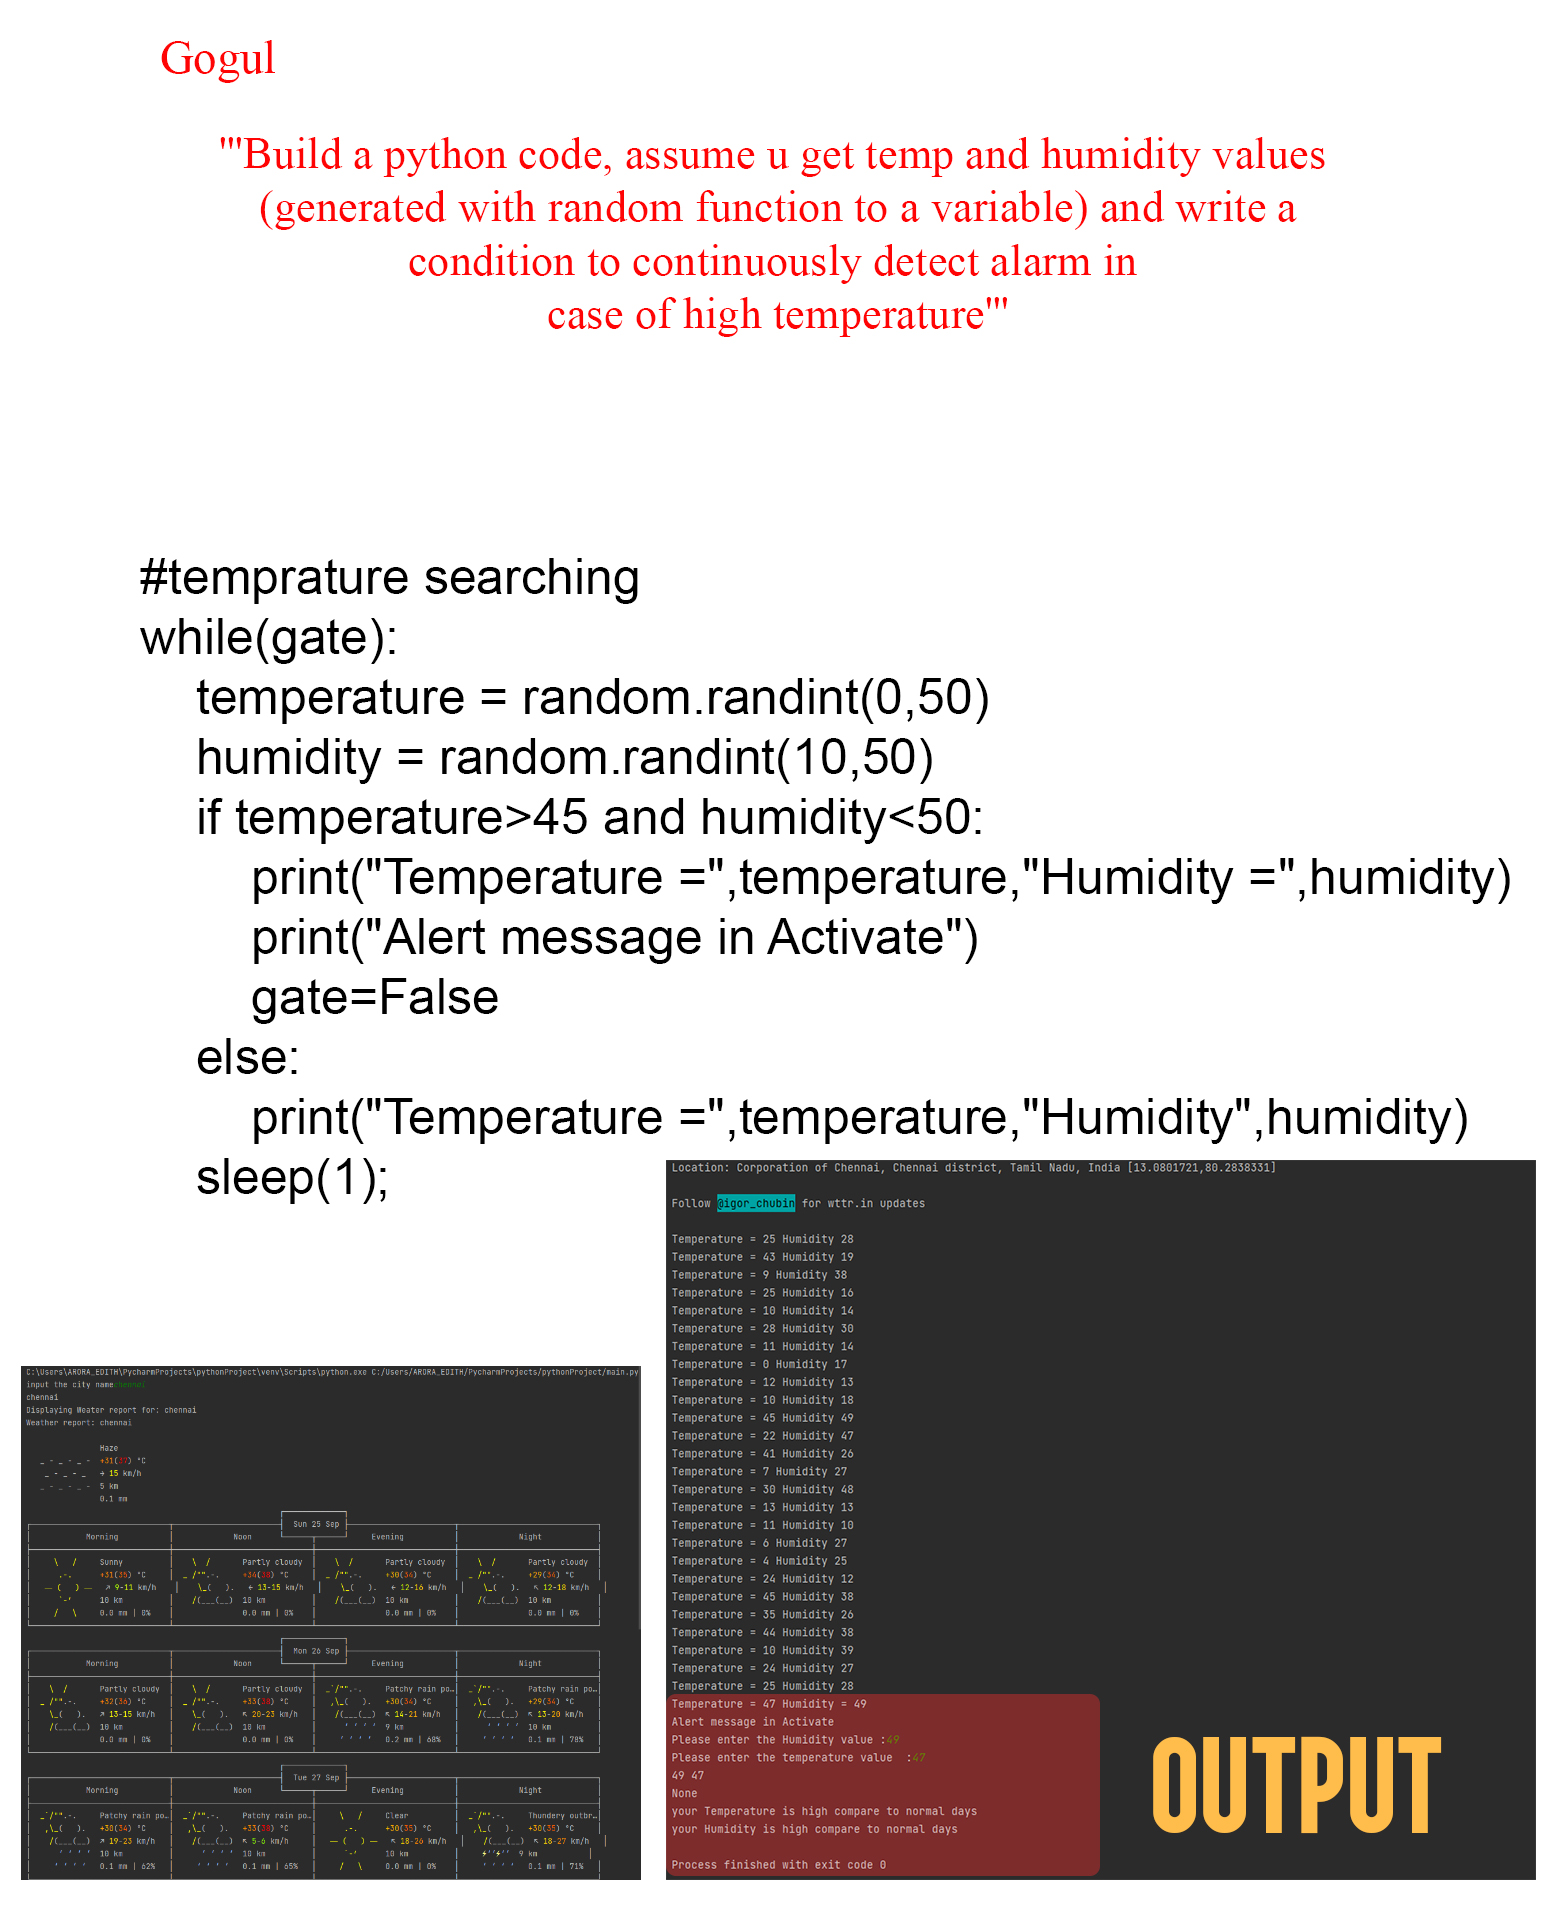 Gogul
'''Build a python code, assume u get temp and humidity values
(generated with random function to a variable) and write a
condition to continuously detect alarm in
case of high temperature'''
#temprature searching
while(gate):
temperature = random.randint(0,50)
humidity = random.randint(10,50)
if temperature>45 and humidity<50:
print("Temperature =",temperature,"Humidity =",humidity)
print("Alert message in Activate")
gate=False
else:
print("Temperature =",temperature,"Humidity",humidity)
sleep(1);
C:\Users\ARORA_EDITH\PycharmProjects\pythonProject\venv\Scripts\python.exe C:/Users/ARORA_EDITH/PycharmProjects/pythonProject/main.py
input the city namechennai
chennai
Displaying Weater report for: chennai
Weather report: chennai
Haze
+31(37) °C
→ 15 km/h
5 km
0.1 mm
Sun 25 Sep
Morning Noon Evening Night
Sunny Partly cloudy Partly cloudy Partly cloudy
+31(35) °C +34(38) °C +30(34) °C +29(34) °C
↗ 9-11 km/h ← 13-15 km/h ← 12-16 km/h ↖ 12-18 km/h
10 km 10 km 10 km 10 km
0.0 mm | 0% 0.0 mm | 0% 0.0 mm | 0% 0.0 mm | 0%
Mon 26 Sep
Morning Noon Evening Night
Partly cloudy Partly cloudy Patchy rain po… Patchy rain po…
+32(36) °C +33(38) °C +30(34) °C +29(34) °C
↗ 13-15 km/h ↖ 20-23 km/h ↖ 14-21 km/h ↖ 13-20 km/h
10 km 10 km 9 km 10 km
0.0 mm | 0% 0.0 mm | 0% 0.2 mm | 68% 0.1 mm | 78%
Tue 27 Sep
Morning Noon Evening Night
Patchy rain po… Patchy rain po… Clear Thundery outbr…
+30(34) °C +33(38) °C +30(35) °C +30(35) °C
↗ 19-23 km/h ↖ 5-6 km/h ↖ 18-26 km/h ↖ 18-27 km/h
10 km 10 km 10 km 9 km
0.1 mm | 62% 0.1 mm | 65% 0.0 mm | 0% 0.1 mm | 71%
Location: Corporation of Chennai, Chennai district, Tamil Nadu, India [13.0801721,80.2838331]
Follow @igor_chubin for wttr.in updates
Temperature = 25 Humidity 28
Temperature = 43 Humidity 19
Temperature = 9 Humidity 38
Temperature = 25 Humidity 16
Temperature = 10 Humidity 14
Temperature = 28 Humidity 30
Temperature = 11 Humidity 14
Temperature = 0 Humidity 17
Temperature = 12 Humidity 13
Temperature = 10 Humidity 18
Temperature = 45 Humidity 49
Temperature = 22 Humidity 47
Temperature = 41 Humidity 26
Temperature = 7 Humidity 27
Temperature = 30 Humidity 48
Temperature = 13 Humidity 13
Temperature = 11 Humidity 10
Temperature = 6 Humidity 27
Temperature = 4 Humidity 25
Temperature = 24 Humidity 12
Temperature = 45 Humidity 38
Temperature = 35 Humidity 26
Temperature = 44 Humidity 38
Temperature = 10 Humidity 39
Temperature = 24 Humidity 27
Temperature = 25 Humidity 28
Temperature = 47 Humidity = 49
Alert message in Activate
Please enter the Humidity value :49
Please enter the temperature value  :47
49 47
None
your Temperature is high compare to normal days
your Humidity is high compare to normal days
Process finished with exit code 0
OUTPUT